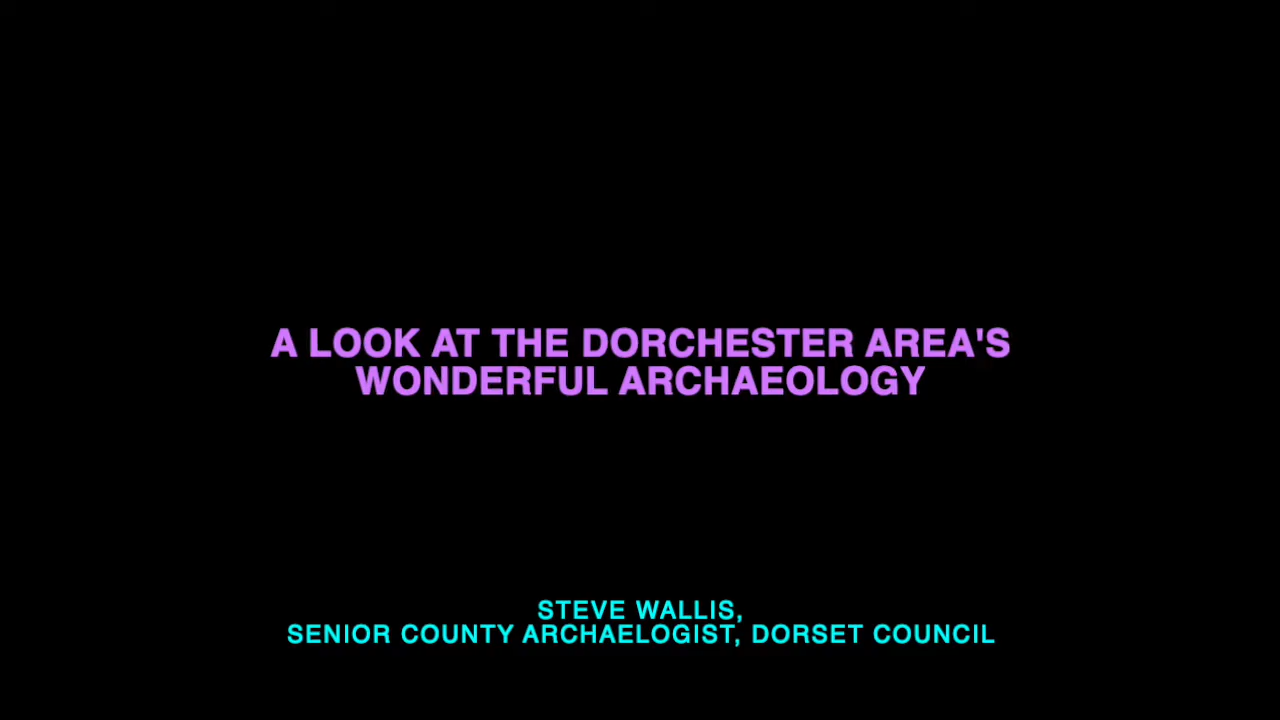 A LOOK AT THE DORCHESTER AREA'S
WONDERFUL ARCHAEOLOGY
STEVE WALLIS,
SENIOR COUNTY ARCHAELOGIST, DORSET COUNCIL